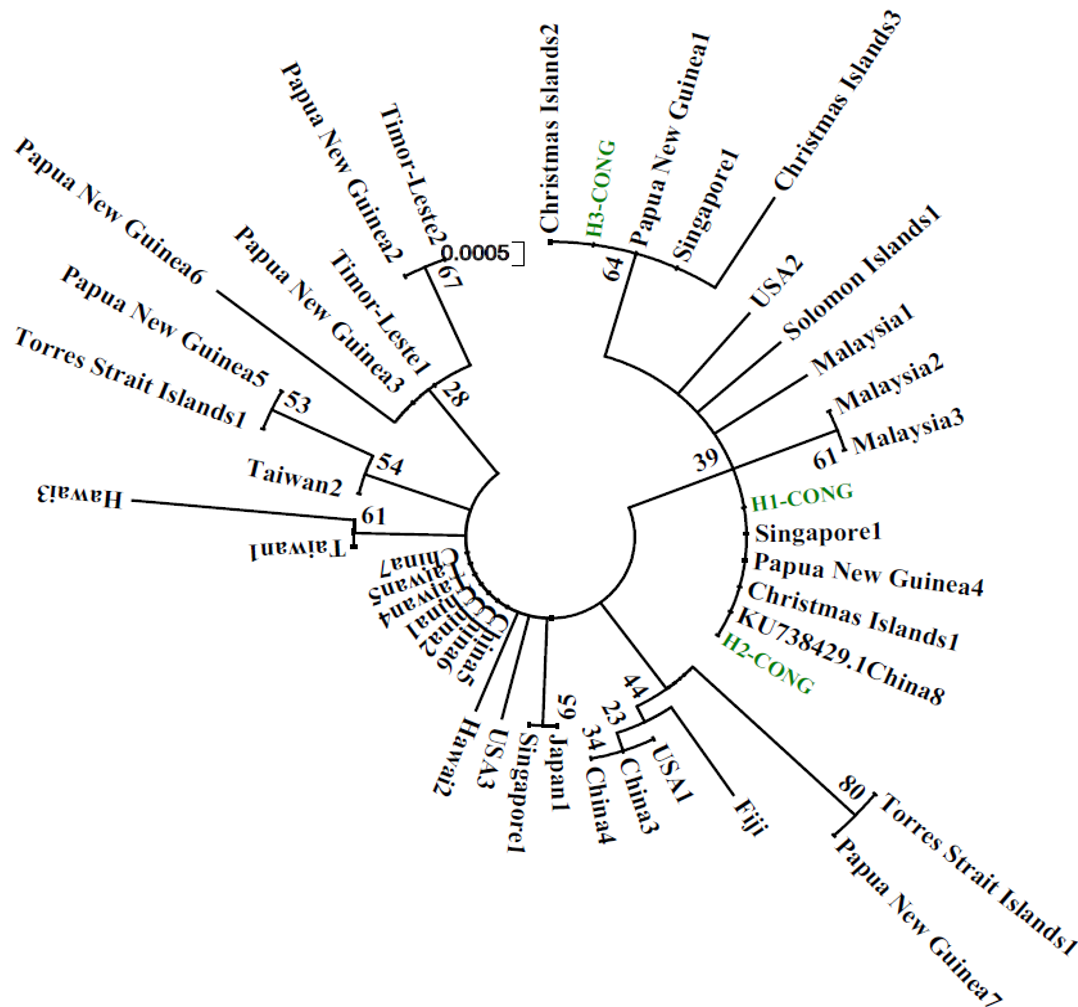 Christmas Islands2
H3-CONG
Papua New Guinea1
Singapore1
Christmas Islands3
64
USA2
Solomon Islands1
Malaysia1
Malaysia2
Malaysia3
61
39
H1-CONG
Singapore1
Papua New Guinea4
Christmas Islands1
KU738429.1China8
H2-CONG
Torres Strait Islands1
Papua New Guinea7
80
Fiji
44
23
34
USA1
China3
China4
Japan1
Singapore1
65
USA3
Hawai2
China5
China6
China2
China1
Taiwan4
Taiwan5
China7
Taiwan1
61
Hawai3
Taiwan2
54
Torres Strait Islands1
Papua New Guinea5
53
Papua New Guinea6
Papua New Guinea3
Timor-Leste1
28
Papua New Guinea2
Timor-Leste2
67
0.0005